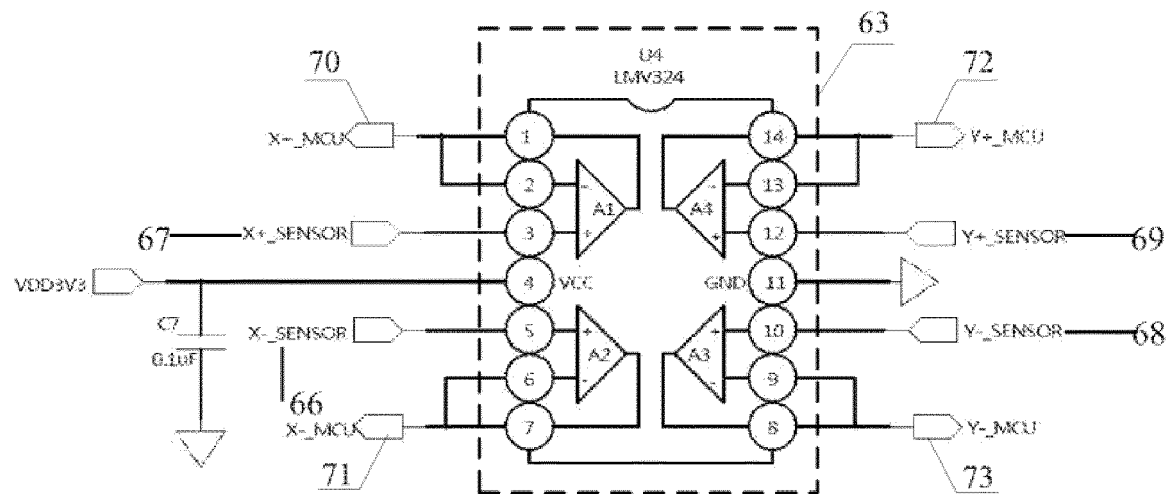 63
U4
LMV324
70
72
X+_MCU
1
14
Y+_MCU
2
-
A1
-
A4
13
67
X+_SENSOR
3
+
+
12
Y+_SENSOR
69
VDD3V3
4
VCC
GND
11
C7
0.1uF
X-_SENSOR
5
+
A2
+
A3
10
Y-_SENSOR
68
6
-
-
9
66
X-_MCU
7
8
Y-_MCU
71
73